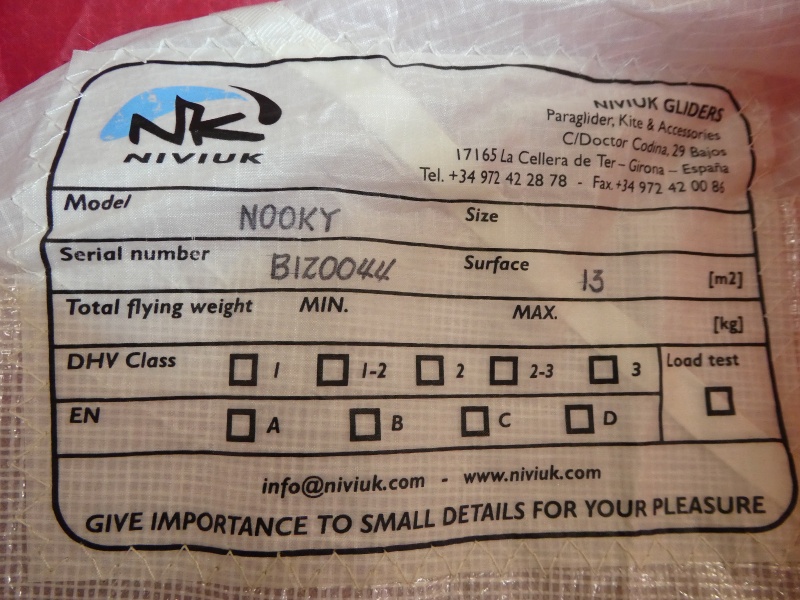 NK
NIVIUK
NIVIUK GLIDERS
Paraglider, Kite & Accessories
C/Doctor Codina, 29 Bajos
17165 La Cellera de Ter - Girona - España
Tel. +34 972 42 28 78 - Fax. +34 972 42 00 86
Model NOOKY Size
Serial number B1Z0044 Surface 13 [m2]
Total flying weight MIN. MAX. [kg]
DHV Class 1 1-2 2 2-3 3 Load test
EN A B C D
info@niviuk.com - www.niviuk.com
GIVE IMPORTANCE TO SMALL DETAILS FOR YOUR PLEASURE